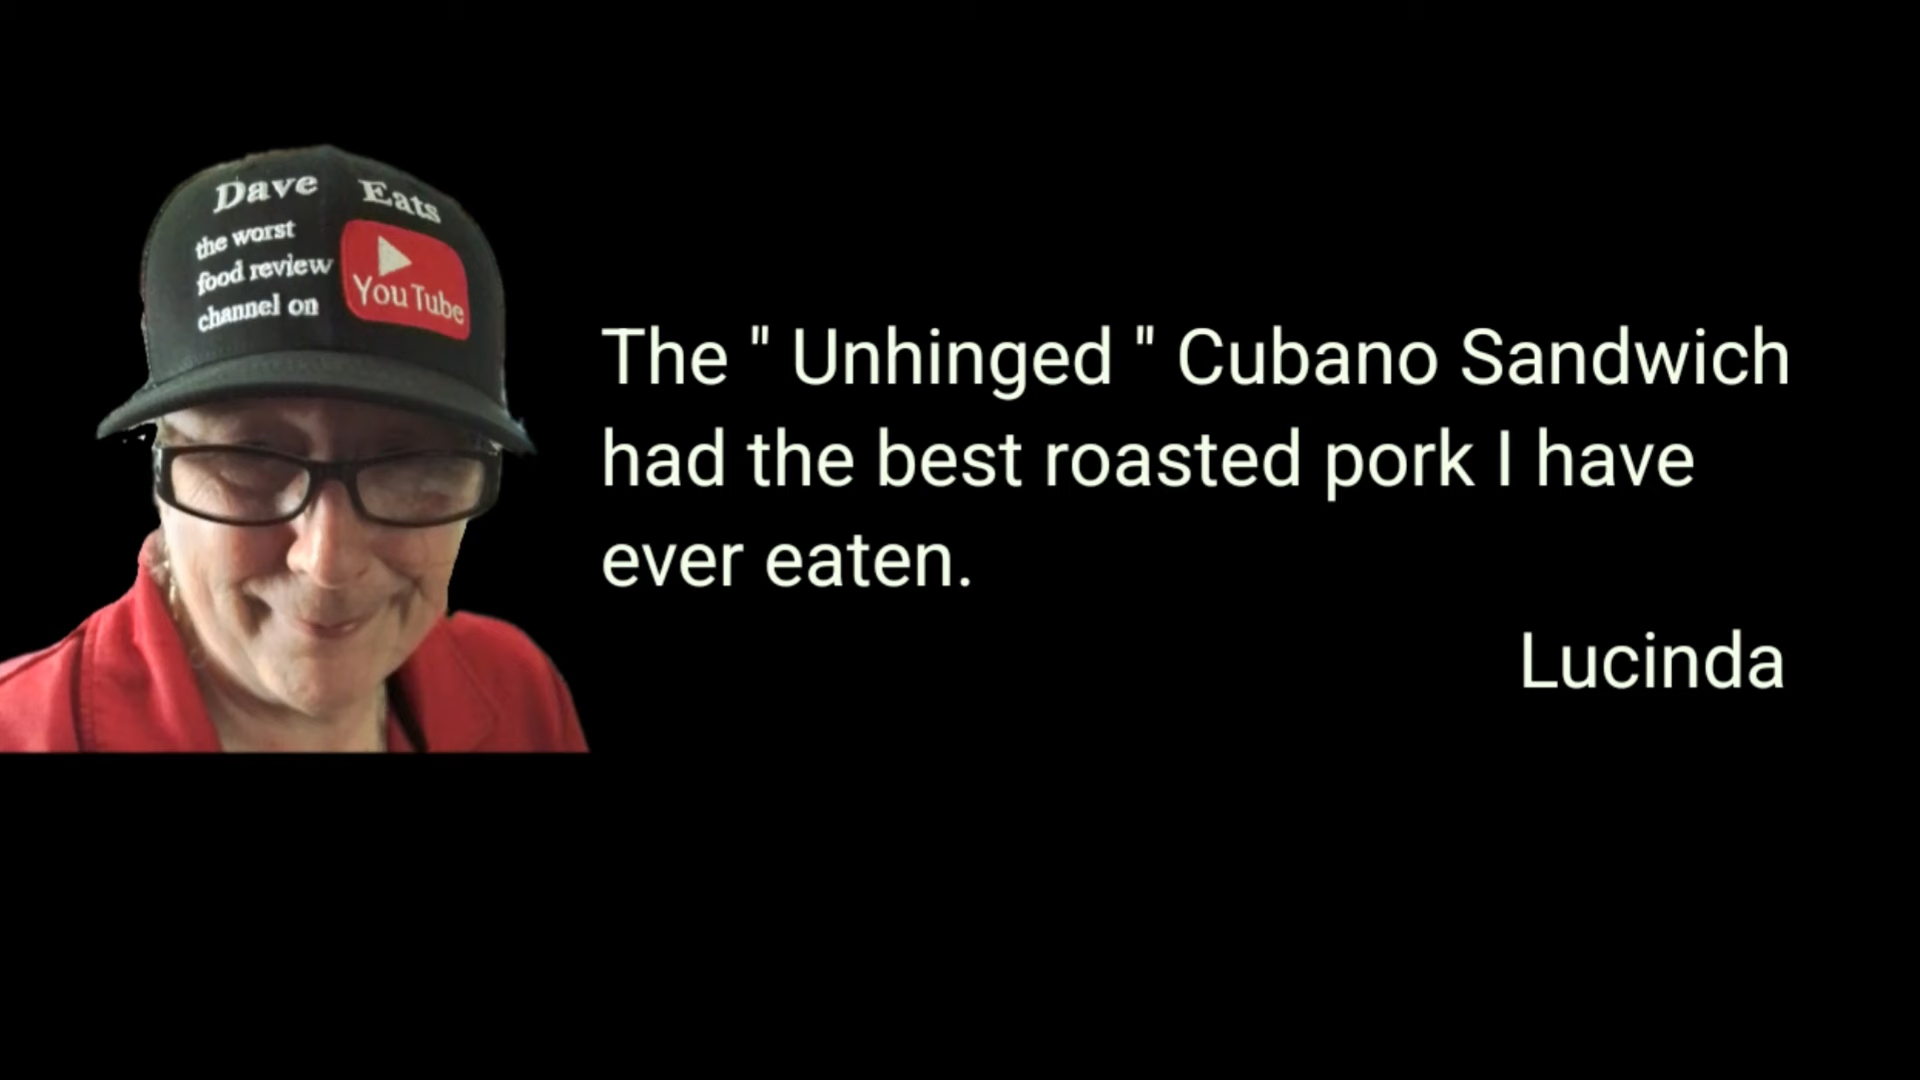 Dave Eats
the worst
food review
channel on
YouTube
The " Unhinged " Cubano Sandwich
had the best roasted pork I have
ever eaten.
Lucinda